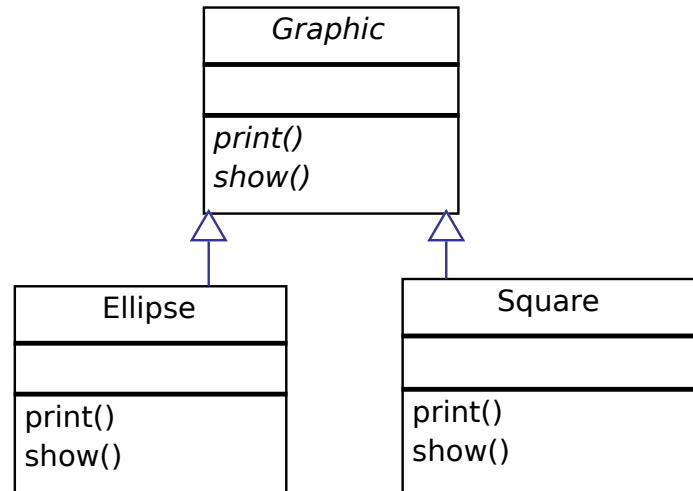 Graphic
print()
show()
Ellipse
print()
show()
Square
print()
show()